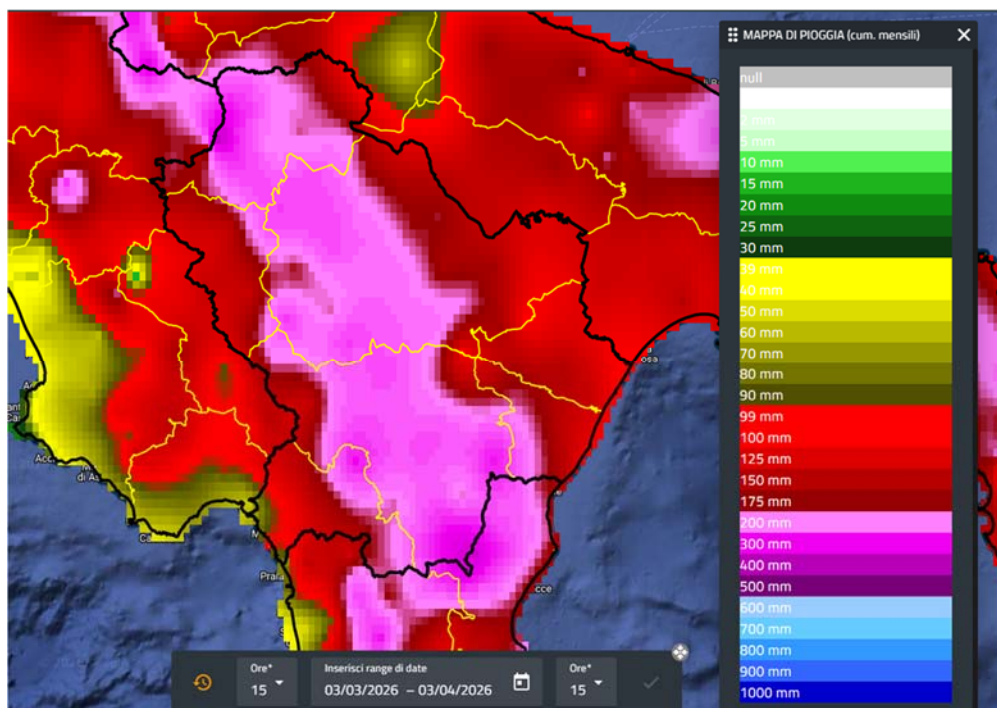 MAPPA DI PIOGGIA (cum. mensili)
null
2 mm
5 mm
10 mm
15 mm
20 mm
25 mm
30 mm
39 mm
40 mm
50 mm
60 mm
70 mm
80 mm
90 mm
99 mm
100 mm
125 mm
150 mm
175 mm
200 mm
300 mm
400 mm
500 mm
600 mm
700 mm
800 mm
900 mm
1000 mm
di A
Praia
cce
Ore*
15
Inserisci range di date
03/03/2026 – 03/04/2026
Ore*
15